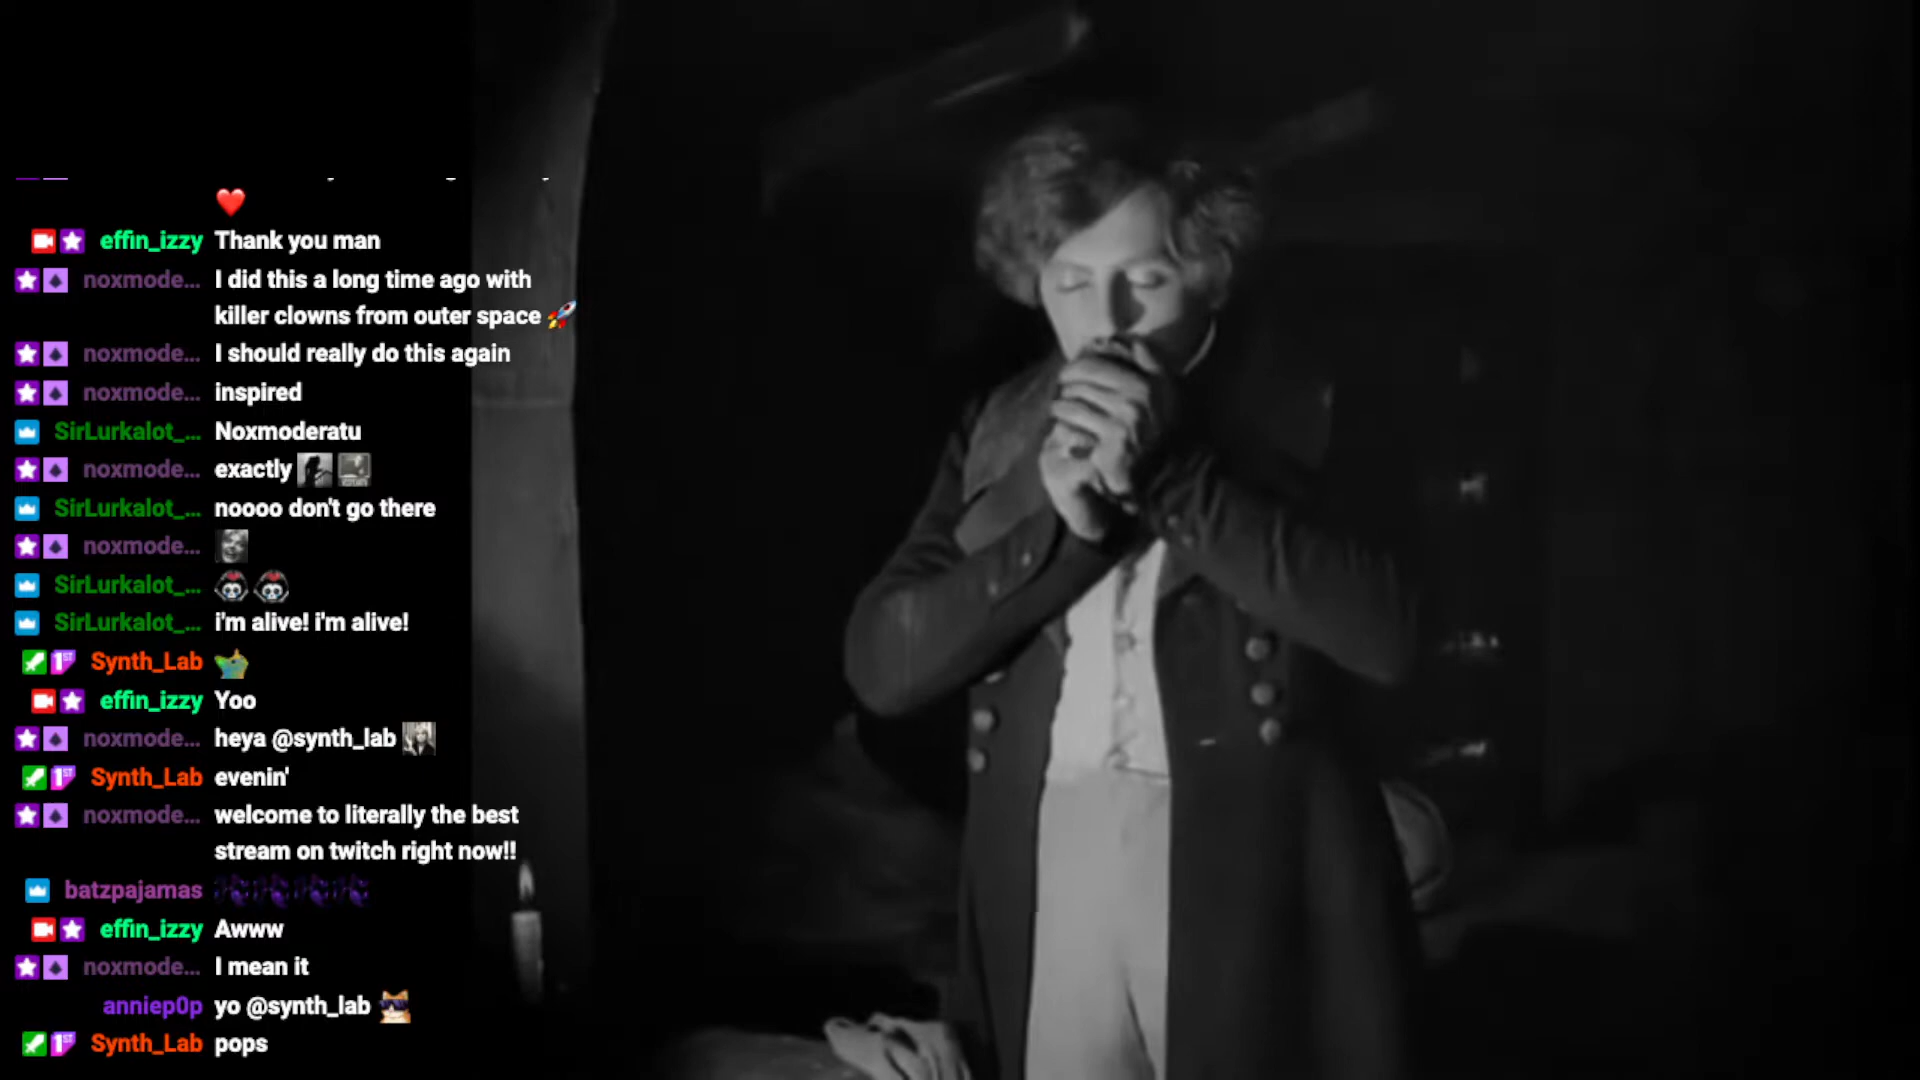 effin_izzy Thank you man
noxmode... I did this a long time ago with
killer clowns from outer space
noxmode... I should really do this again
noxmode... inspired
SirLurkalot_... Noxmoderatu
noxmode... exactly
SirLurkalot_... noooo don't go there
noxmode...
SirLurkalot_...
SirLurkalot_... i'm alive! i'm alive!
1ST Synth_Lab
effin_izzy Yoo
noxmode... heya @synth_lab
1ST Synth_Lab evenin'
noxmode... welcome to literally the best
stream on twitch right now!!
batzpajamas
effin_izzy Awww
noxmode... I mean it
anniep0p yo @synth_lab
1ST Synth_Lab pops